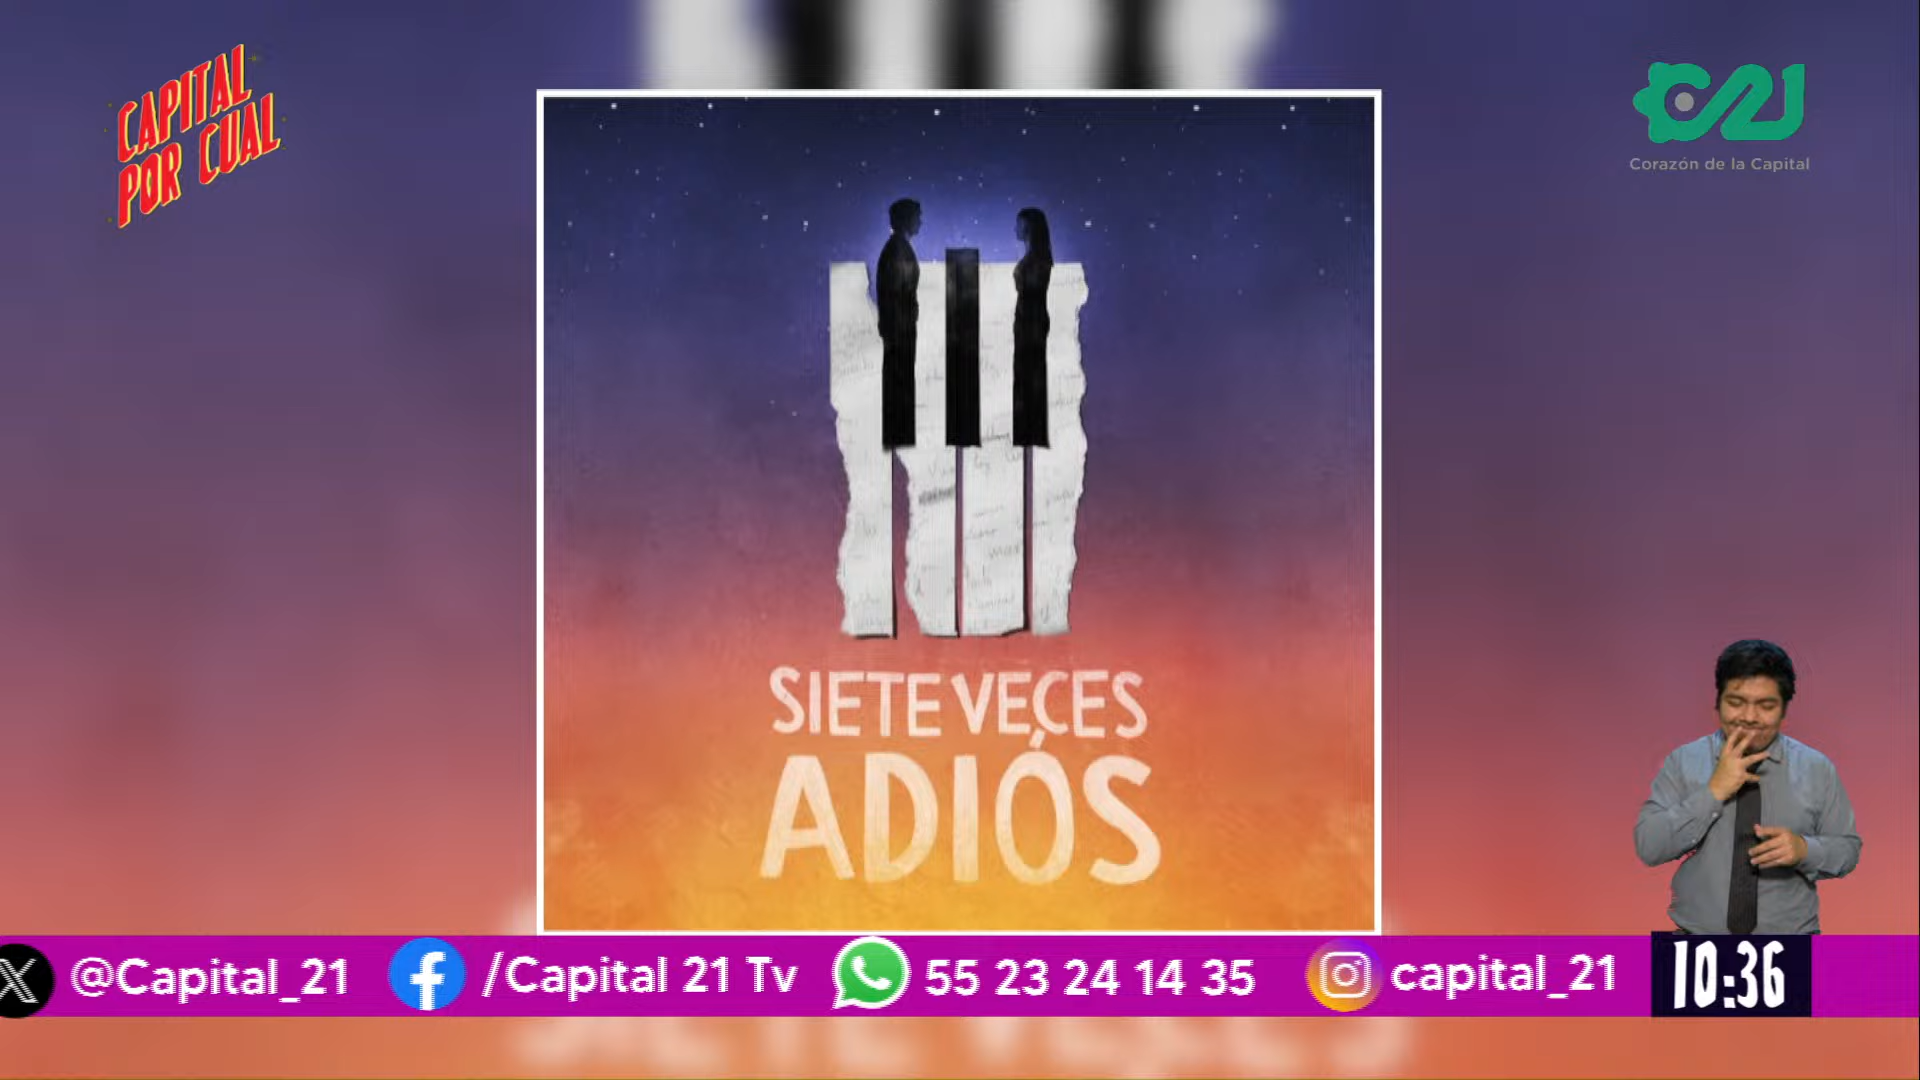 CAPITAL
POR CUAL
C21
Corazón de la Capital
SIETE VECES
ADIÓS
@Capital_21
/Capital 21 Tv
55 23 24 14 35
capital_21
10:36